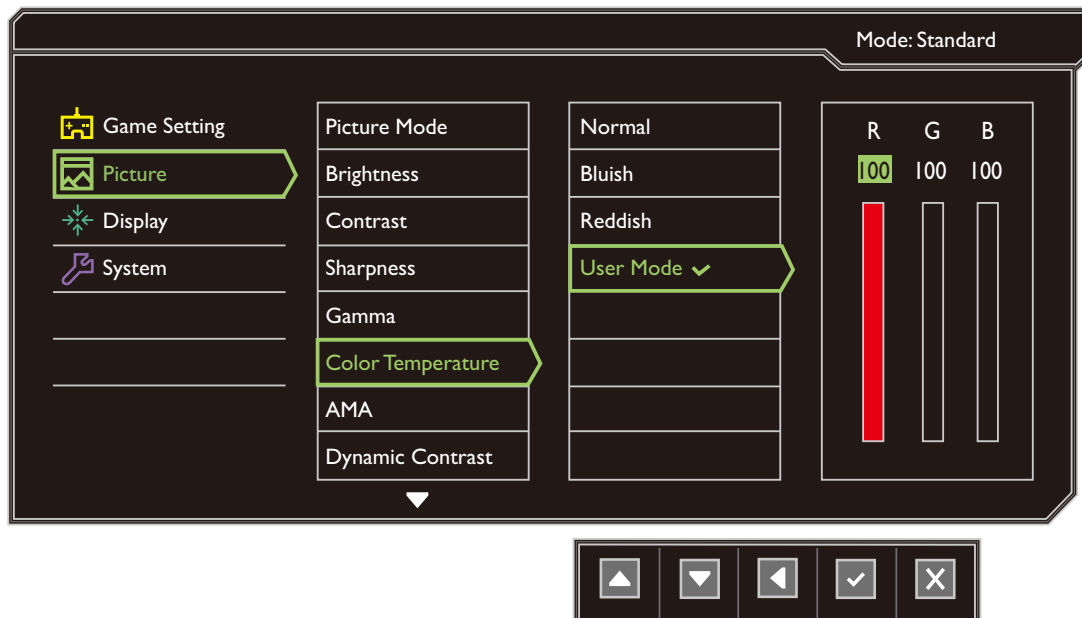 Mode: Standard
Game Setting
Picture
Display
System
Picture Mode
Brightness
Contrast
Sharpness
Gamma
Color Temperature
AMA
Dynamic Contrast
Normal
Bluish
Reddish
User Mode
R G B
100 100 100